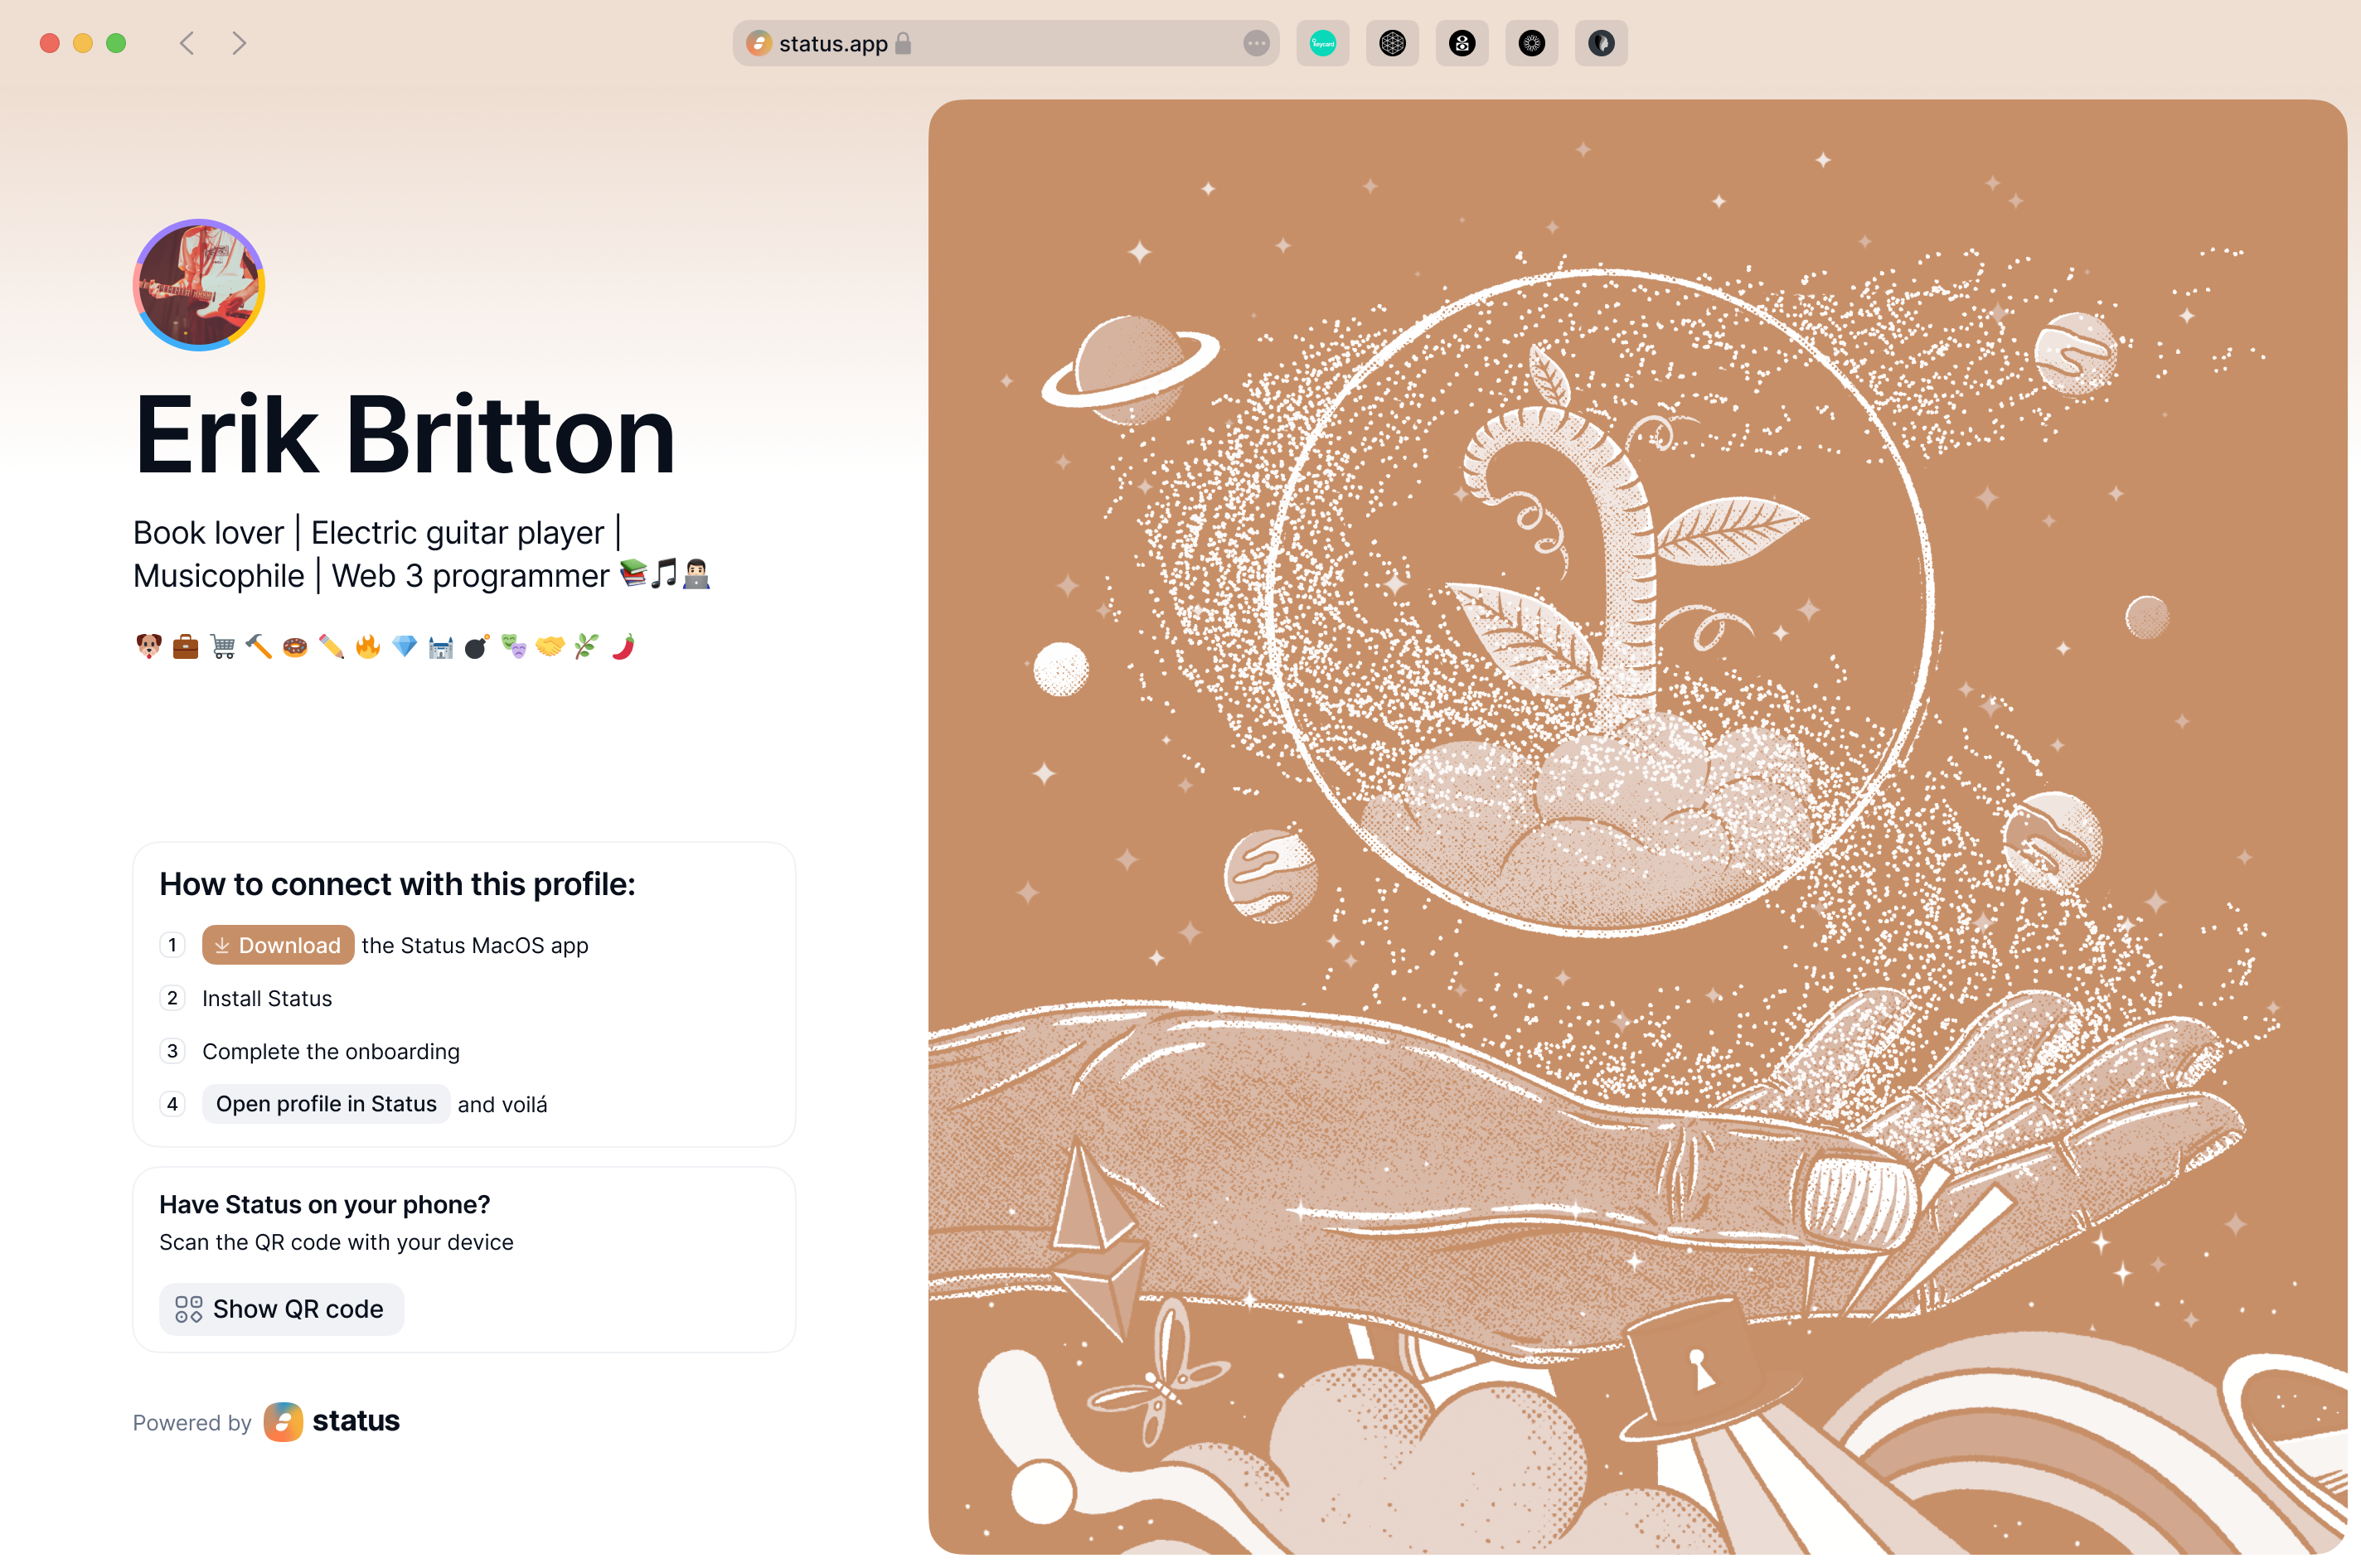 status.app
keycard
Erik Britton
Book lover | Electric guitar player |
Musicophile | Web 3 programmer 📚🎵👨🏻‍💻
🐶 💼 🛒 🔨 🍩 ✏️ 🔥 💎 🏰 💣 🎭 🤝 🌿 🌶️
How to connect with this profile:
1 Download the Status MacOS app
2 Install Status
3 Complete the onboarding
4 Open profile in Status and voilá
Have Status on your phone?
Scan the QR code with your device
Show QR code
Powered by status